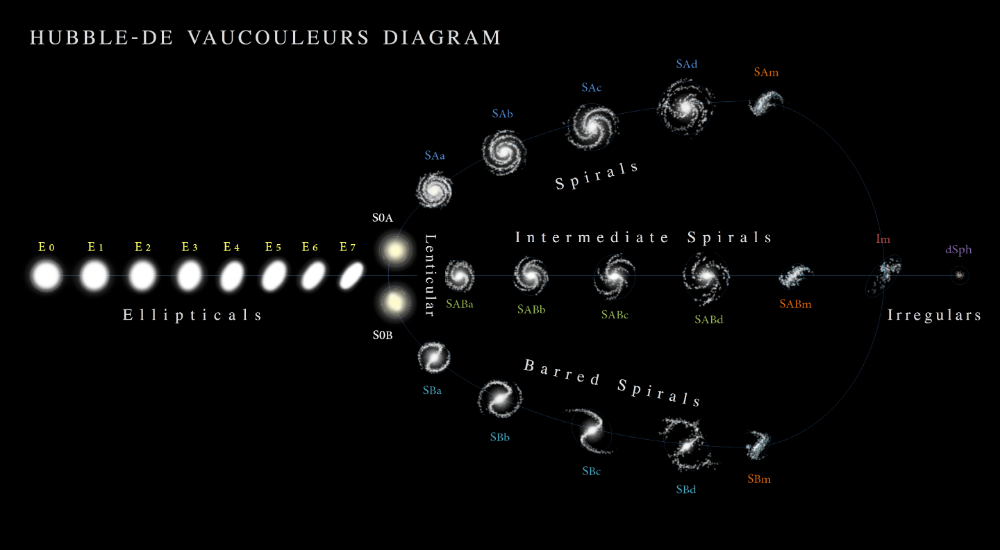 HUBBLE-DE VAUCOULEURS DIAGRAM
SAa
SAb
SAc
SAd
SAm
Spirals
E0 E1 E2 E3 E4 E5 E6 E7
Ellipticals
S0A
S0B
Lenticular
Intermediate Spirals
SABa
SABb
SABc
SABd
SABm
Im
dSph
Irregulars
Barred Spirals
SBa
SBb
SBc
SBd
SBm